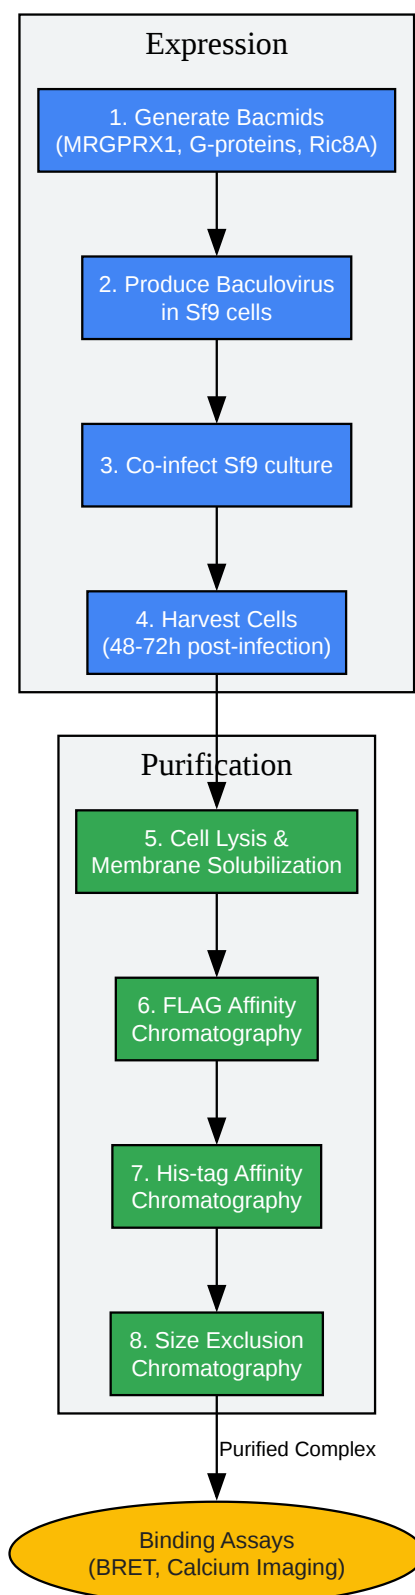 Expression
1. Generate Bacmids
(MRGPRX1, G-proteins, Ric8A)
2. Produce Baculovirus
in Sf9 cells
3. Co-infect Sf9 culture
4. Harvest Cells
(48-72h post-infection)
Purification
5. Cell Lysis &
Membrane Solubilization
6. FLAG Affinity
Chromatography
7. His-tag Affinity
Chromatography
8. Size Exclusion
Chromatography
Purified Complex
Binding Assays
(BRET, Calcium Imaging)